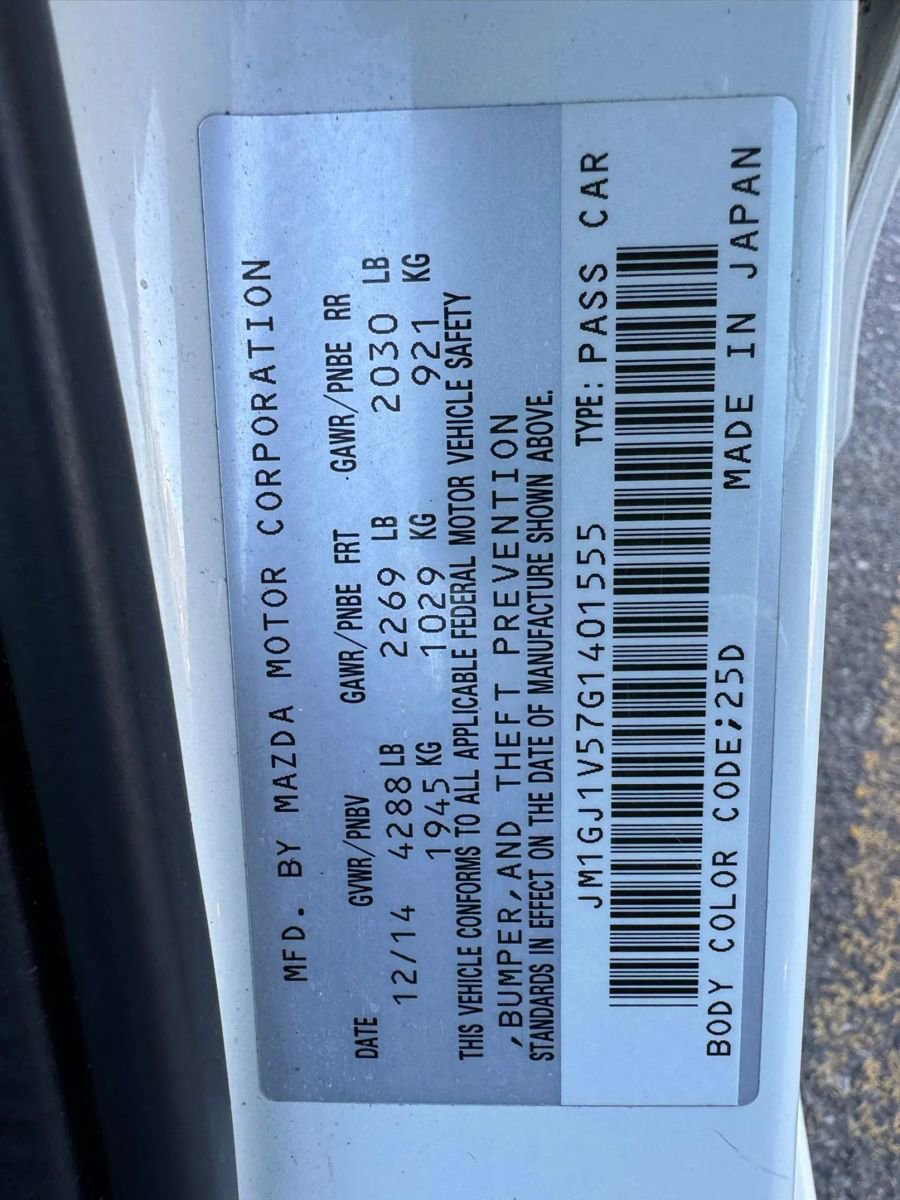 MFD. BY MAZDA MOTOR CORPORATION
DATE GVWR/PNBV GAWR/PNBE FRT GAWR/PNBE RR
12/14 4288 LB 2269 LB 2030 LB
1945 KG 1029 KG 921 KG
THIS VEHICLE CONFORMS TO ALL APPLICABLE FEDERAL MOTOR VEHICLE SAFETY
,BUMPER,AND THEFT PREVENTION
STANDARDS IN EFFECT ON THE DATE OF MANUFACTURE SHOWN ABOVE.
JM1GJ1V57G1401555 TYPE: PASS CAR
BODY COLOR CODE;25D MADE IN JAPAN